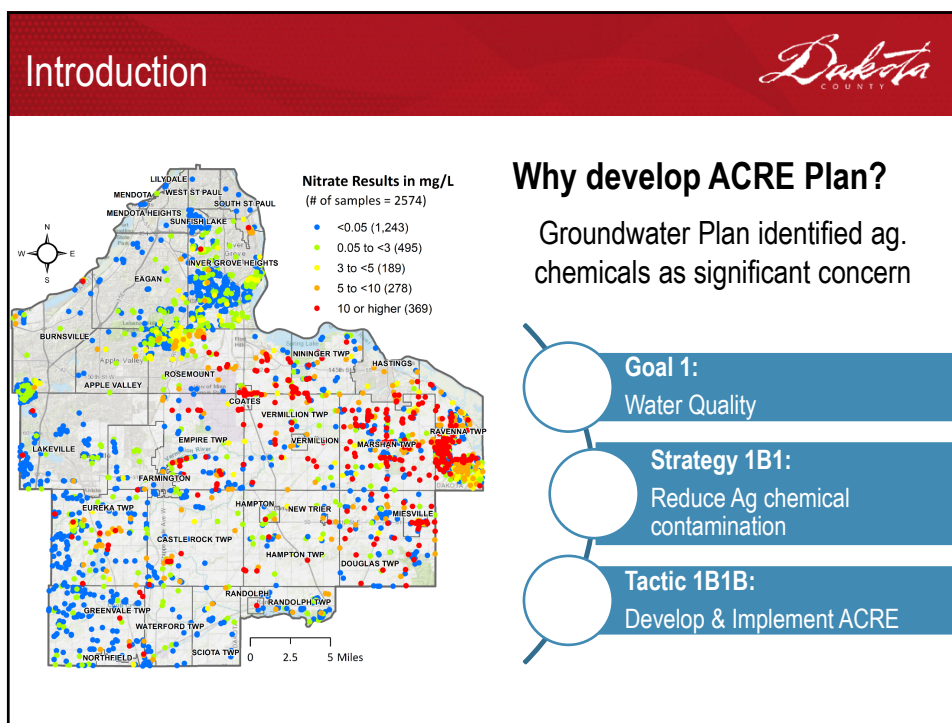 Introduction
Dakota
COUNTY
Nitrate Results in mg/L
(# of samples = 2574)
<0.05 (1,243)
0.05 to <3 (495)
3 to <5 (189)
5 to <10 (278)
10 or higher (369)
N
W
E
S
LILYDALE
MENDOTA
WEST ST PAUL
SOUTH ST PAUL
MENDOTA HEIGHTS
SUNFISH LAKE
INVER GROVE HEIGHTS
EAGAN
BURNSVILLE
Apple Valley
APPLE VALLEY
ROSEMOUNT
NININGER TWP
HASTINGS
COATES
VERMILLION TWP
RAVENNA TWP
EMPIRE TWP
VERMILLION
MARSHAN TWP
LAKEVILLE
FARMINGTON
EUREKA TWP
HAMPTON
NEW TRIER
MIESVILLE
CASTLE ROCK TWP
HAMPTON TWP
DOUGLAS TWP
RANDOLPH
RANDOLPH TWP
GREENVALE TWP
WATERFORD TWP
NORTHFIELD
SCIOTA TWP
0 2.5 5 Miles
Why develop ACRE Plan?
Groundwater Plan identified ag.
chemicals as significant concern
Goal 1:
Water Quality
Strategy 1B1:
Reduce Ag chemical
contamination
Tactic 1B1B:
Develop & Implement ACRE